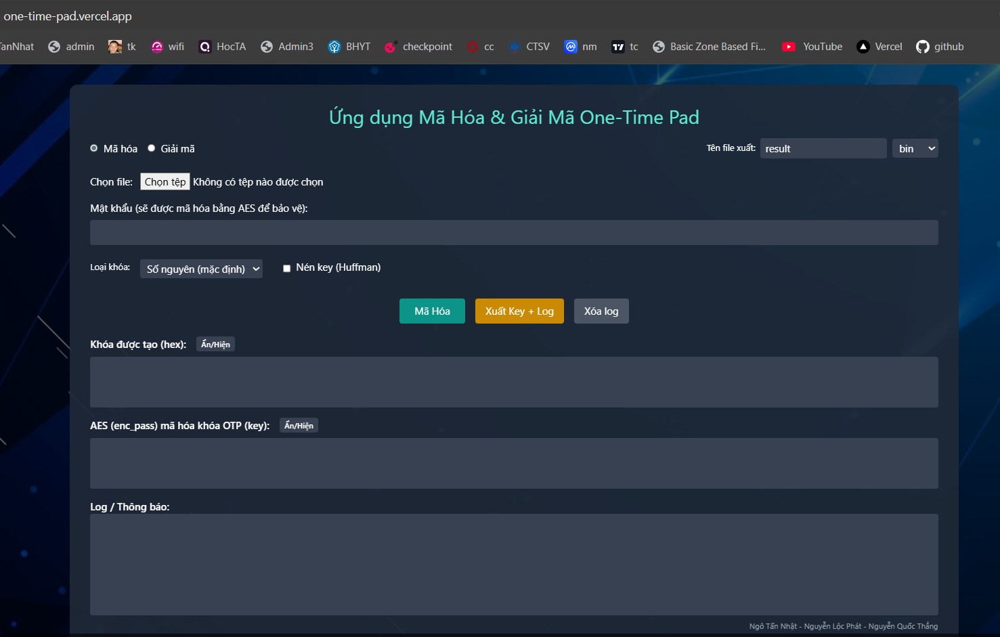 one-time-pad.vercel.app
TanNhat admin tk wifi HocTA Admin3 BHYT checkpoint cc CTSV nm tc Basic Zone Based Fi... YouTube Vercel github
Ứng dụng Mã Hóa & Giải Mã One-Time Pad
Mã hóa Giải mã Tên file xuất: result bin
Chọn file: Chọn tệp Không có tệp nào được chọn
Mật khẩu (sẽ được mã hóa bằng AES để bảo vệ):
Loại khóa: Số nguyên (mặc định) Nén key (Huffman)
Mã Hóa Xuất Key + Log Xóa log
Khóa được tạo (hex): Ẩn/Hiện
AES (enc_pass) mã hóa khóa OTP (key): Ẩn/Hiện
Log / Thông báo:
Ngô Tấn Nhật - Nguyễn Lộc Phát - Nguyễn Quốc Thắng